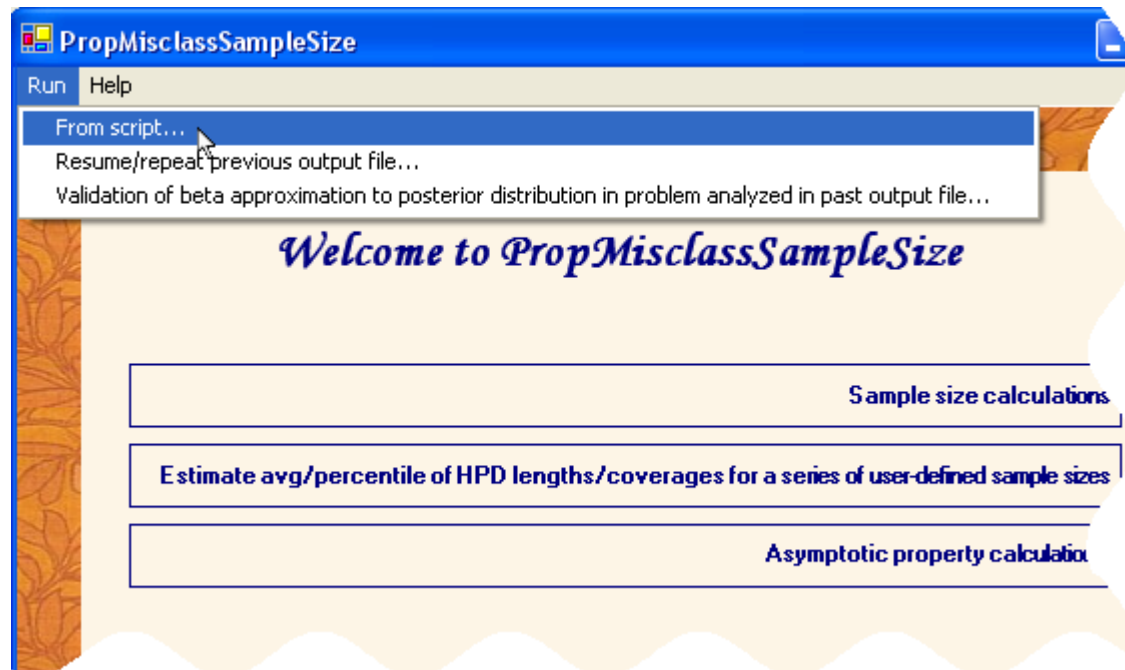 PropMisclassSampleSize
Run Help
From script...
Resume/repeat previous output file...
Validation of beta approximation to posterior distribution in problem analyzed in past output file...
Welcome to PropMisclassSampleSize
Sample size calculations
Estimate avg/percentile of HPD lengths/coverages for a series of user-defined sample sizes
Asymptotic property